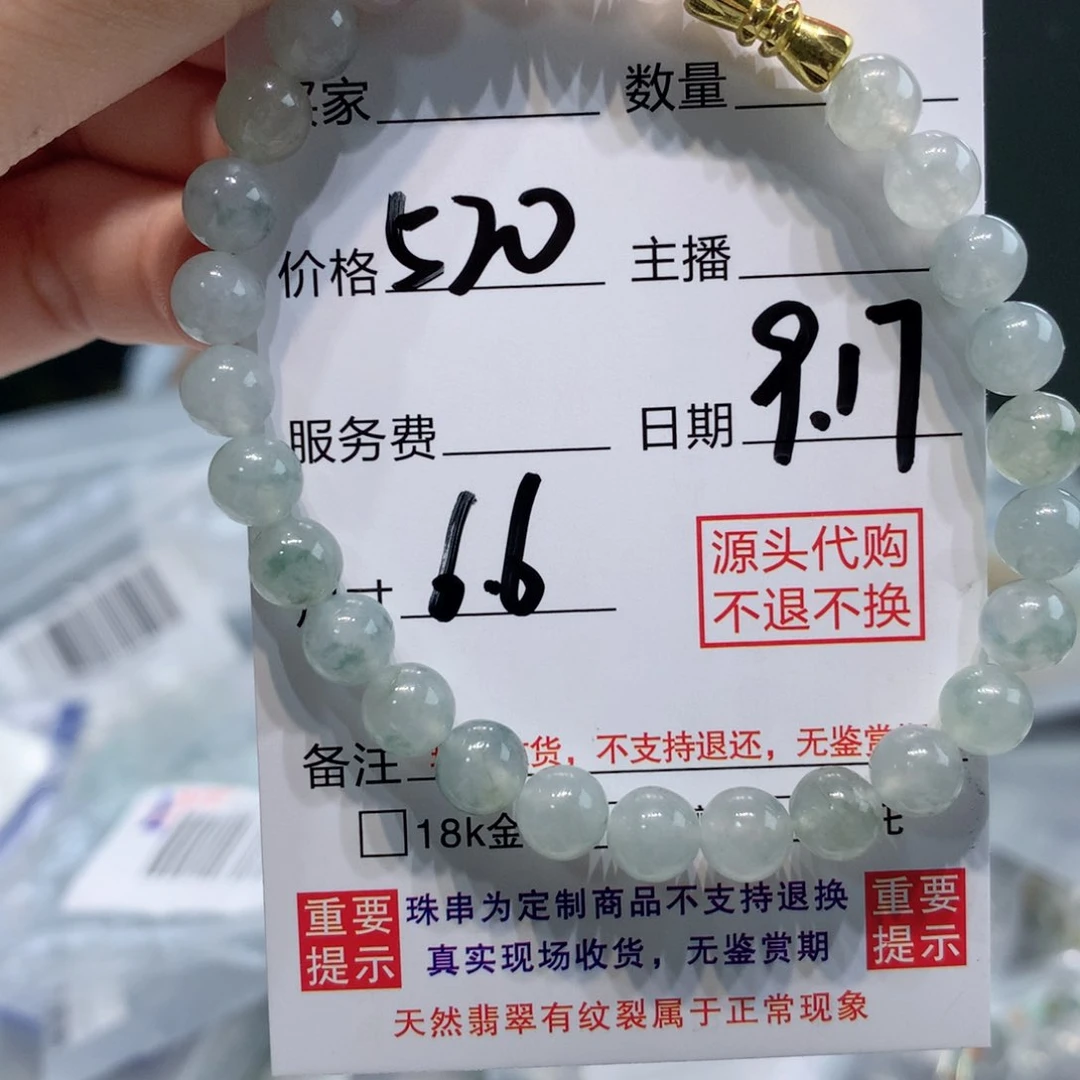 家 数量
价格 520 主播
服务费 日期 9.17
寸 6.6
源头代购
不退不换
备注 货，不支持退还，无鉴赏
18k金
重要提示
珠串为定制商品不支持退换
真实现场收货，无鉴赏期
重要提示
天然翡翠有纹裂属于正常现象